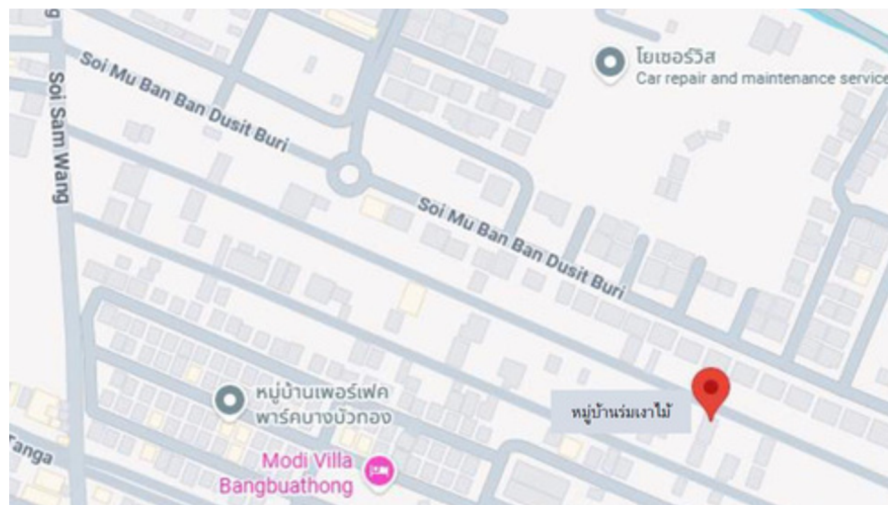 Soi Mu Ban Ban Dusit Buri
Soi Sam Wang
โยเซอร์วิส
Car repair and maintenance service
Soi Mu Ban Ban Dusit Buri
หมู่บ้านเพอร์เฟค
พาร์คบางบัวทอง
หมู่บ้านร่มเงาไม้
Modi Villa
Bangbuathong
Tanga